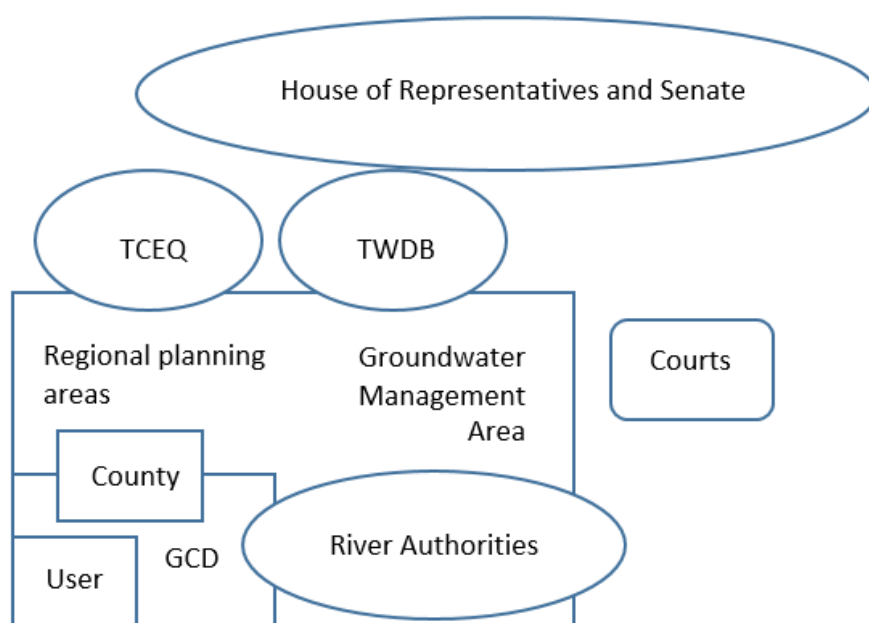 House of Representatives and Senate
TCEQ
TWDB
Regional planning
areas
Groundwater
Management
Area
Courts
County
River Authorities
GCD
User